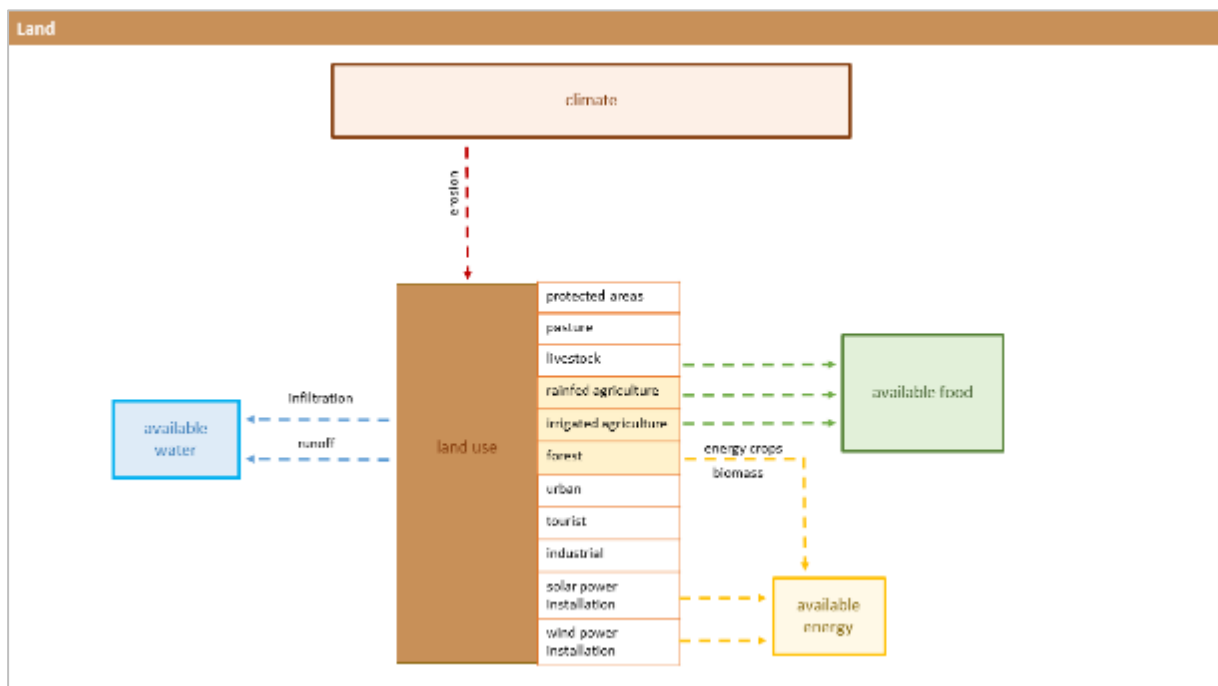 Land
climate
erosion
protected areas
pasture
livestock
rainfed agriculture
irrigated agriculture
forest
urban
tourist
industrial
solar power
installation
wind power
installation
land use
infiltration
runoff
available
water
available food
energy crops
biomass
available
energy